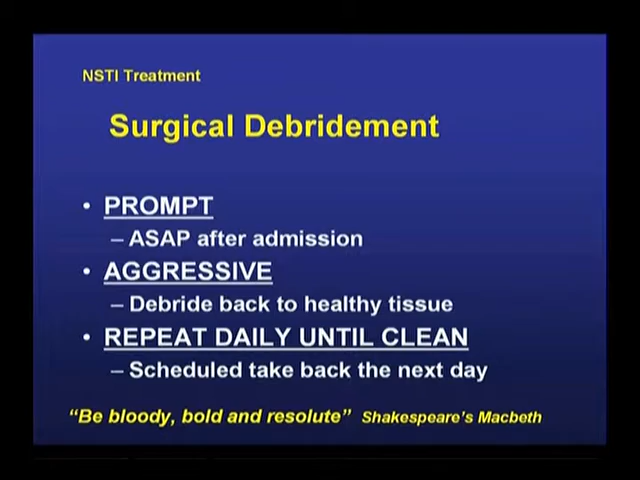 NSTI Treatment
Surgical Debridement
• PROMPT
– ASAP after admission
• AGGRESSIVE
– Debride back to healthy tissue
• REPEAT DAILY UNTIL CLEAN
– Scheduled take back the next day
“Be bloody, bold and resolute” Shakespeare’s Macbeth